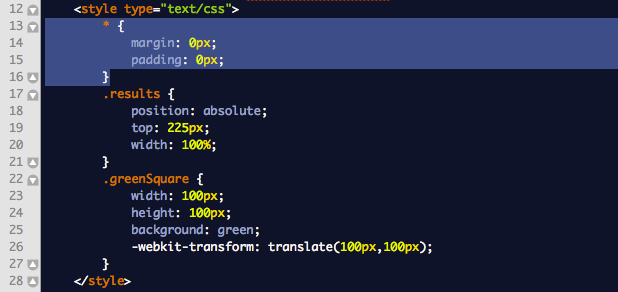 12 <style type="text/css">
13 * {
14 margin: 0px;
15 padding: 0px;
16 }
17 .results {
18 position: absolute;
19 top: 225px;
20 width: 100%;
21 }
22 .greenSquare {
23 width: 100px;
24 height: 100px;
25 background: green;
26 -webkit-transform: translate(100px,100px);
27 }
28 </style>